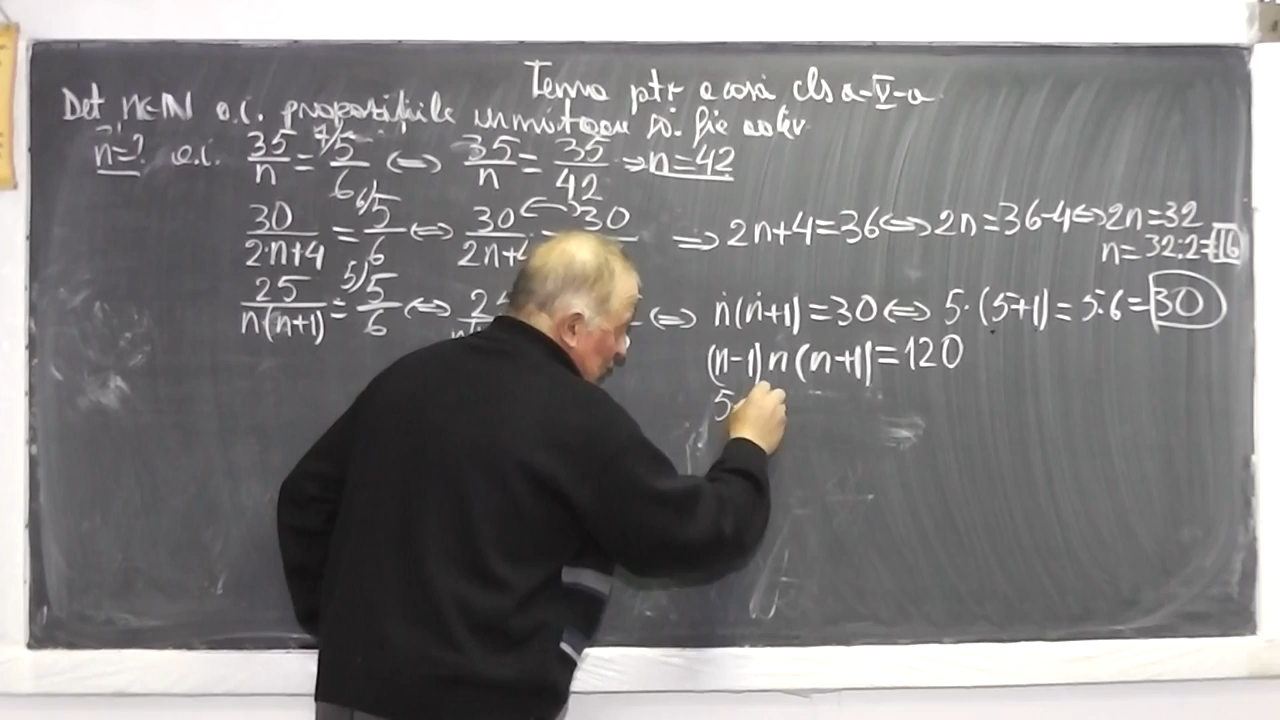 Tema ptr acasă cls a-V-a
Det n∈N a.î. propozițiile următoare să fie adev.
n=? a.î. 35/n = 7/5/6 ⇔ 35/n = 35/42 ⇒ n=42
30/2·n+4 = 6/5/6 ⇔ 30/2n+4 = 30 ⇒ 2n+4=36 ⇔ 2n=36-4 ⇔ 2n=32
n=32:2=16
25/n(n+1) = 5/5/6 ⇔ ⇔ n(n+1)=30 ⇔ 5·(5+1)=5·6=30
(n-1)n(n+1)=120
5